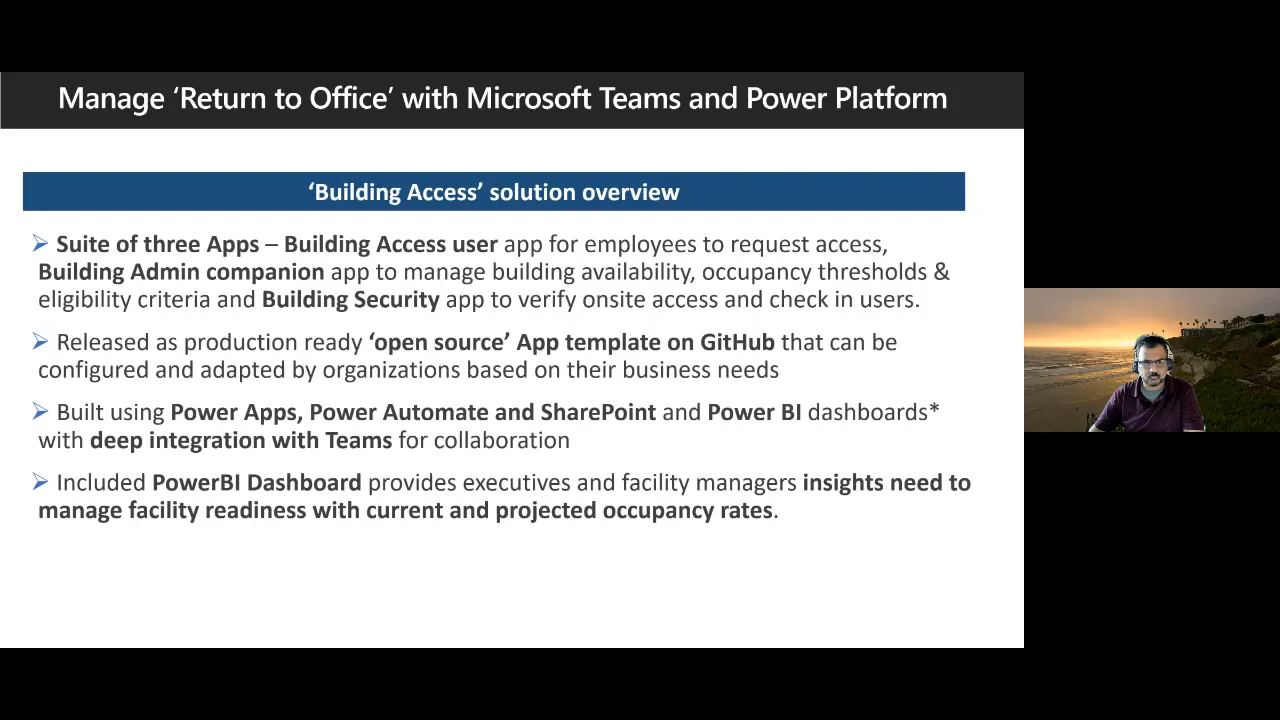 Manage ‘Return to Office’ with Microsoft Teams and Power Platform
‘Building Access’ solution overview
➢ Suite of three Apps – Building Access user app for employees to request access,
Building Admin companion app to manage building availability, occupancy thresholds &
eligibility criteria and Building Security app to verify onsite access and check in users.
➢ Released as production ready ‘open source’ App template on GitHub that can be
configured and adapted by organizations based on their business needs
➢ Built using Power Apps, Power Automate and SharePoint and Power BI dashboards*
with deep integration with Teams for collaboration
➢ Included PowerBI Dashboard provides executives and facility managers insights need to
manage facility readiness with current and projected occupancy rates.